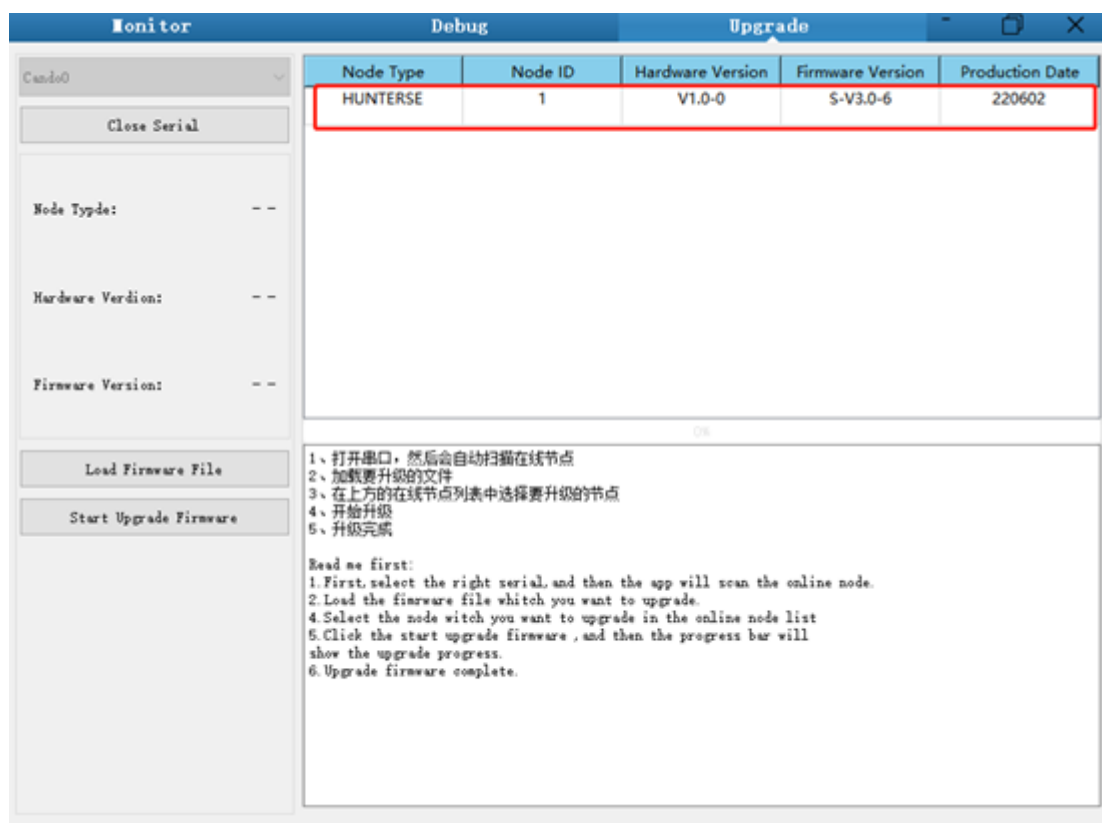 Monitor Debug Upgrade
Cando0
Close Serial
Node Typde: --
Hardware Verdion: --
Firmware Version: --
Load Firmware File
Start Upgrade Firmware
Node Type Node ID Hardware Version Firmware Version Production Date
HUNTERSE 1 V1.0-0 S-V3.0-6 220602
0%
1、打开串口，然后会自动扫描在线节点
2、加载要升级的文件
3、在上方的在线节点列表中选择要升级的节点
4、开始升级
5、升级完成
Read me first:
1.First,select the right serial,and then the app will scan the online node.
2.Load the fimrware file whitch you want to upgrade.
4.Select the node witch you want to upgrade in the online node list
5.Click the start upgrade firmware ,and then the progress bar will
show the upgrade progress.
6.Upgrade firmware complete.